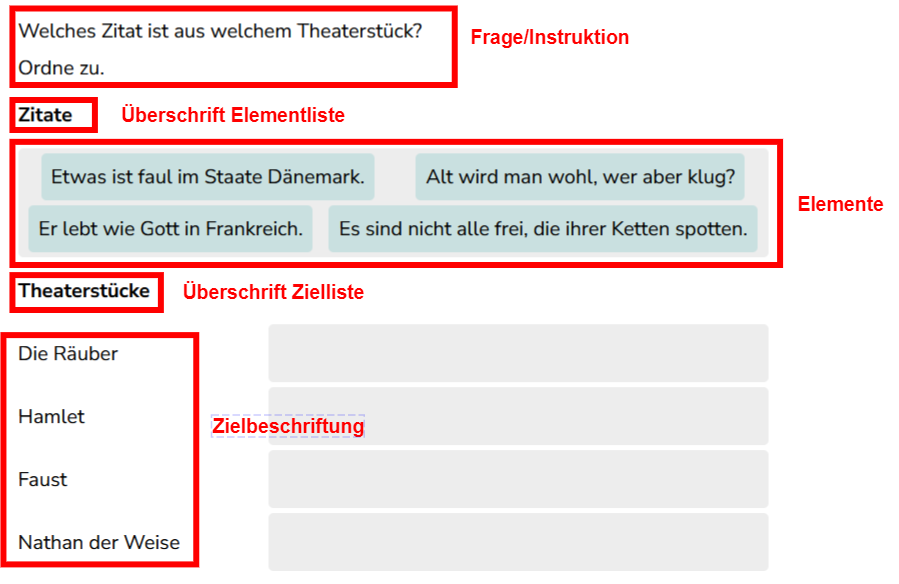 Welches Zitat ist aus welchem Theaterstück?
Ordne zu.
Frage/Instruktion
Zitate
Überschrift Elementliste
Etwas ist faul im Staate Dänemark.
Alt wird man wohl, wer aber klug?
Er lebt wie Gott in Frankreich.
Es sind nicht alle frei, die ihrer Ketten spotten.
Elemente
Theaterstücke
Überschrift Zielliste
Die Räuber
Hamlet
Zielbeschriftung
Faust
Nathan der Weise